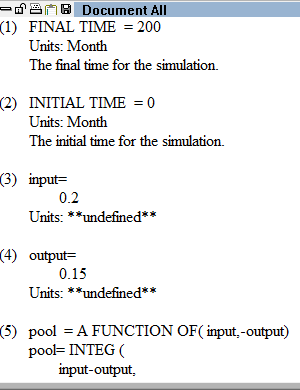 Document All
(1) FINAL TIME = 200
Units: Month
The final time for the simulation.
(2) INITIAL TIME = 0
Units: Month
The initial time for the simulation.
(3) input=
0.2
Units: **undefined**
(4) output=
0.15
Units: **undefined**
(5) pool = A FUNCTION OF( input,-output)
pool= INTEG (
input-output,